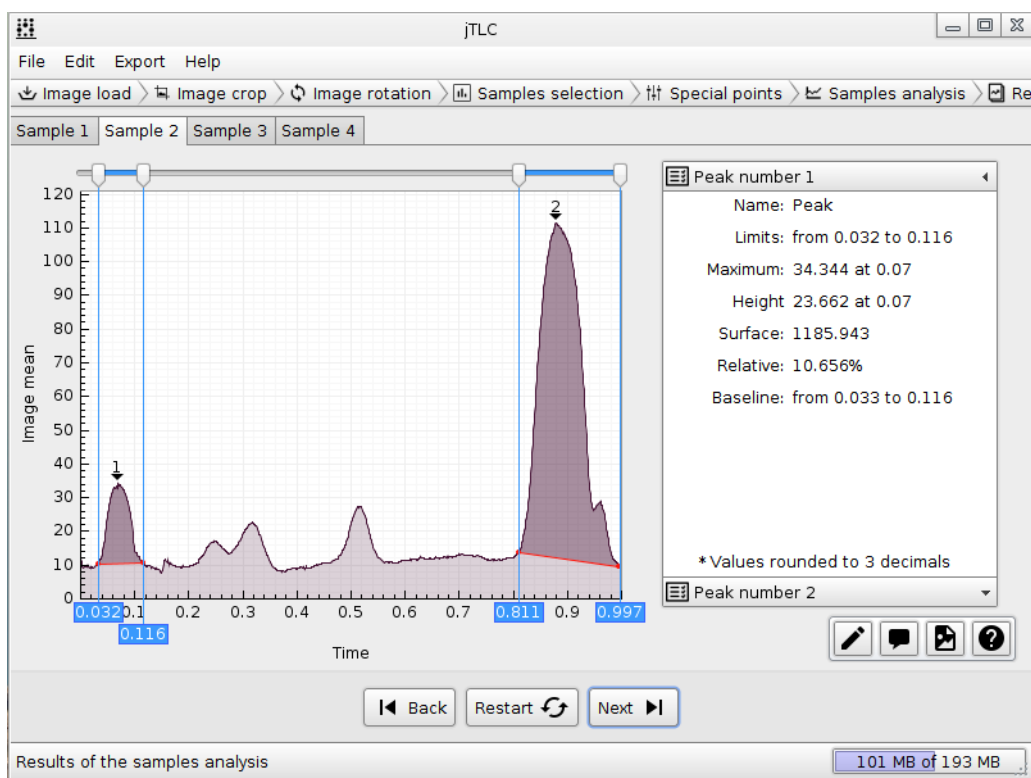 jTLC
File Edit Export Help
Image load Image crop Image rotation Samples selection Special points Samples analysis Re
Sample 1 Sample 2 Sample 3 Sample 4
120
110
100
90
80
70
60
50
40
30
20
10
0
Image mean
1
2
0.032 0.1 0.2 0.3 0.4 0.5 0.6 0.7 0.811 0.9 0.997
0.116
Time
Peak number 1
Name: Peak
Limits: from 0.032 to 0.116
Maximum: 34.344 at 0.07
Height 23.662 at 0.07
Surface: 1185.943
Relative: 10.656%
Baseline: from 0.033 to 0.116
* Values rounded to 3 decimals
Peak number 2
Back Restart Next
Results of the samples analysis
101 MB of 193 MB